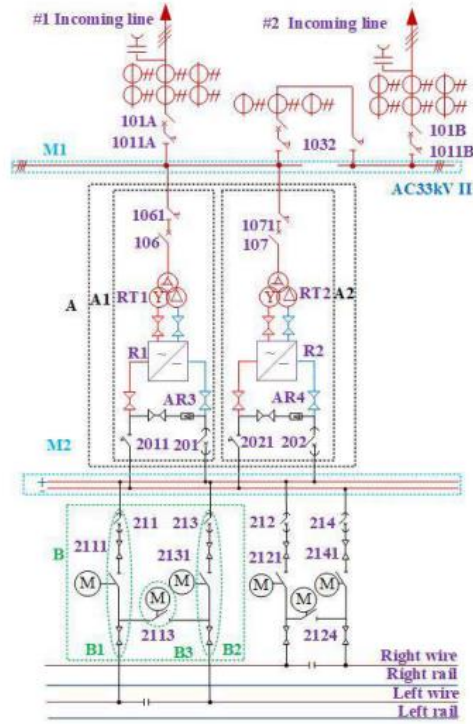 #1 Incoming line
#2 Incoming line
101A
1011A
1032
101B
1011B
M1
AC33kV II
1061
106
1071
107
A
A1
RT1
Y
RT2
A2
R1
~
R2
~
AR3
AR4
2011
201
2021
202
M2
+
-
211
213
212
214
2111
2131
2121
2141
B
M
M
M
M
M
M
2113
2124
B1
B3
B2
Right wire
Right rail
Left wire
Left rail